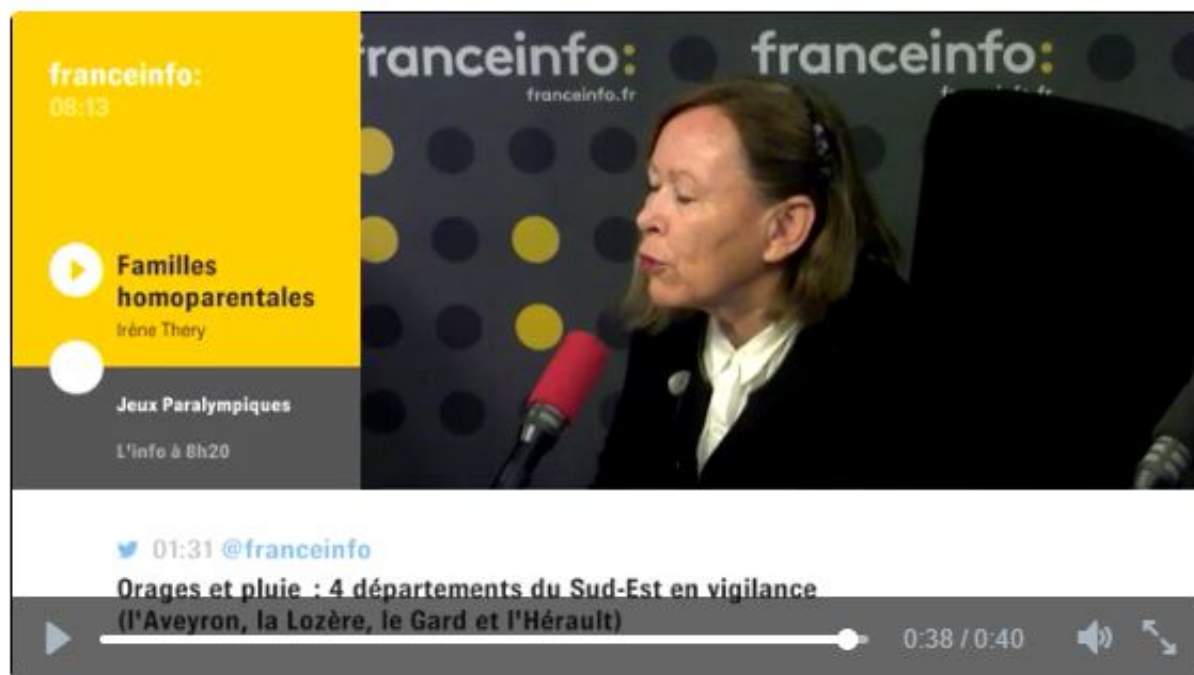 franceinfo:
08:13
Familles
homoparentales
Irène Thery
Jeux Paralympiques
L'info à 8h20
ranceinfo:
franceinfo.fr
franceinfo:
01:31 @franceinfo
Orages et pluie : 4 départements du Sud-Est en vigilance
(l'Aveyron, la Lozère, le Gard et l'Hérault)
0:38 / 0:40